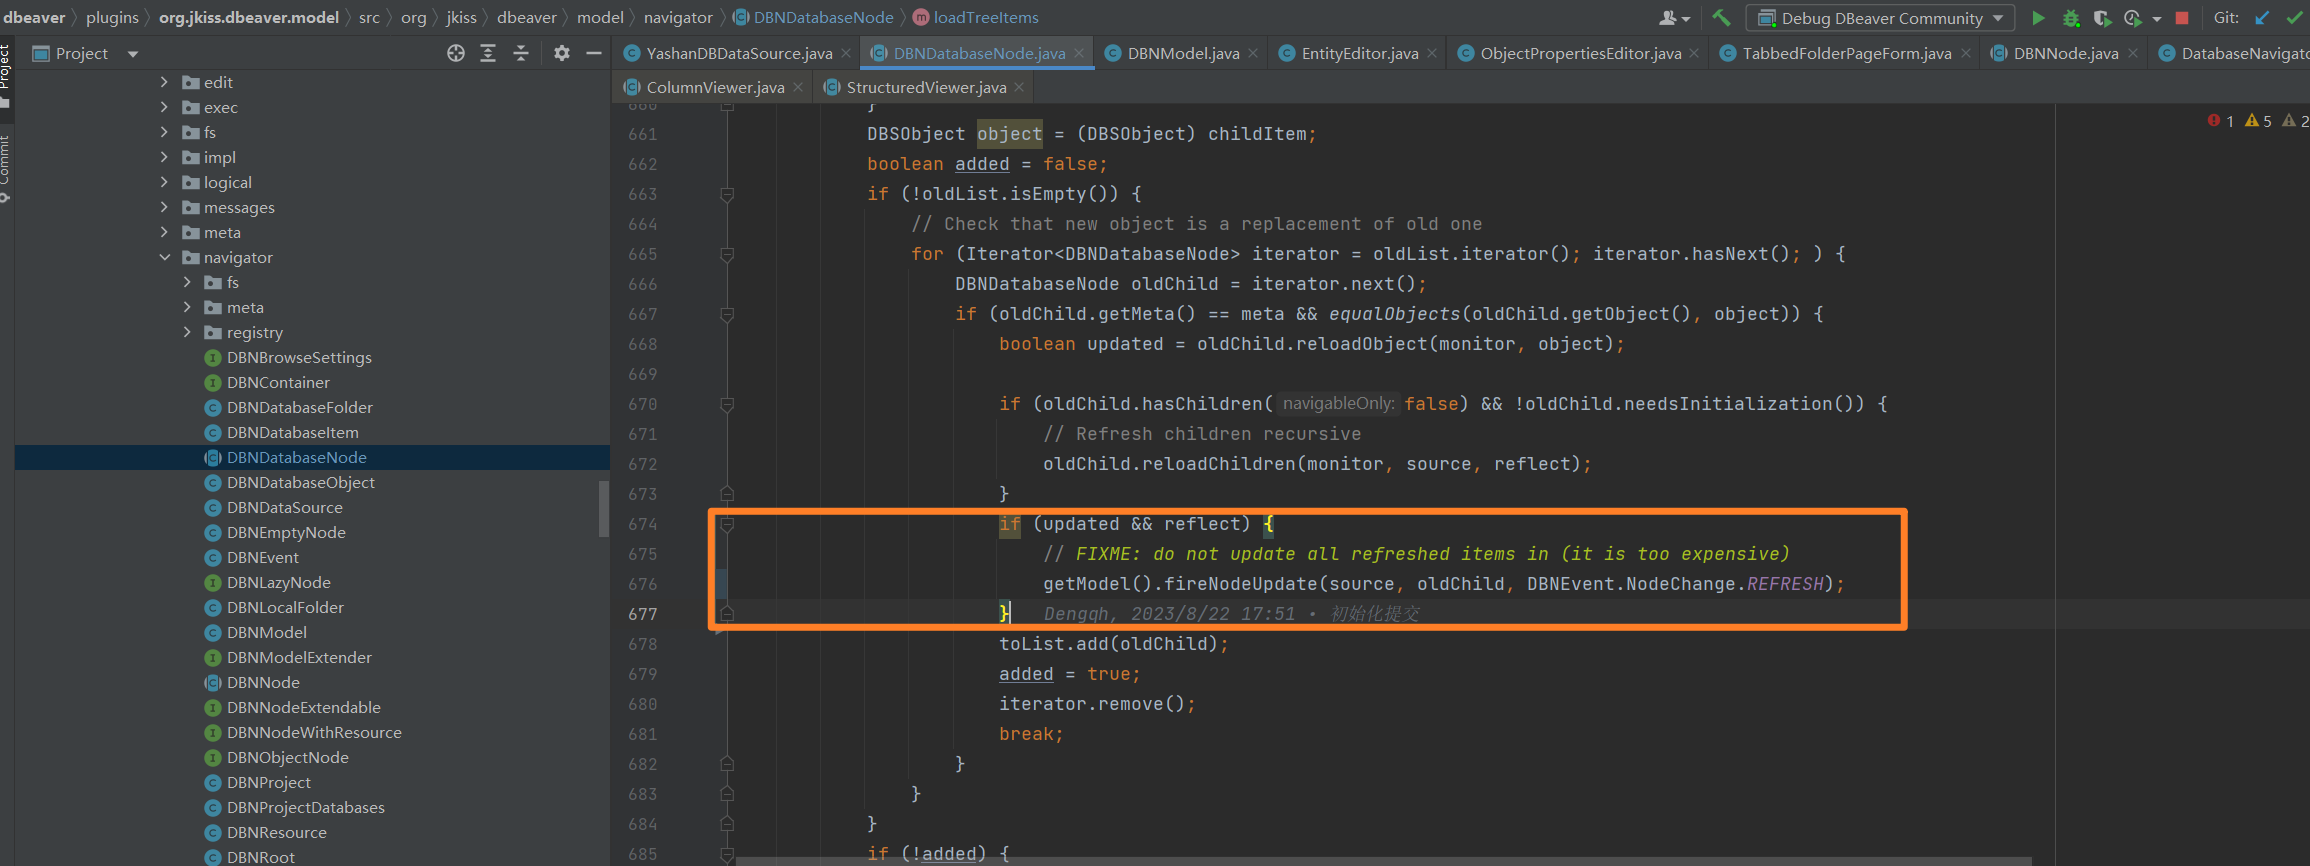 dbeaver plugins org.jkiss.dbeaver.model src org jkiss dbeaver model navigator DBNDatabaseNode loadTreeItems
Debug DBeaver Community
Git:
Project
Project
Commit
YashanDBDataSource.java DBNDatabaseNode.java DBNModel.java EntityEditor.java ObjectPropertiesEditor.java TabbedFolderPageForm.java DBNNode.java DatabaseNavigato
ColumnViewer.java StructuredViewer.java
1 5 2
edit
exec
fs
impl
logical
messages
meta
navigator
fs
meta
registry
DBNBrowseSettings
DBNContainer
DBNDatabaseFolder
DBNDatabaseItem
DBNDatabaseNode
DBNDatabaseObject
DBNDataSource
DBNEmptyNode
DBNEvent
DBNLazyNode
DBNLocalFolder
DBNModel
DBNModelExtender
DBNNode
DBNNodeExtendable
DBNNodeWithResource
DBNObjectNode
DBNProject
DBNProjectDatabases
DBNResource
DBNRoot
660 }
661 DBSObject object = (DBSObject) childItem;
662 boolean added = false;
663 if (!oldList.isEmpty()) {
664 // Check that new object is a replacement of old one
665 for (Iterator<DBNDatabaseNode> iterator = oldList.iterator(); iterator.hasNext(); ) {
666 DBNDatabaseNode oldChild = iterator.next();
667 if (oldChild.getMeta() == meta && equalObjects(oldChild.getObject(), object)) {
668 boolean updated = oldChild.reloadObject(monitor, object);
669
670 if (oldChild.hasChildren( navigableOnly: false) && !oldChild.needsInitialization()) {
671 // Refresh children recursive
672 oldChild.reloadChildren(monitor, source, reflect);
673 }
674 if (updated && reflect) {
675 // FIXME: do not update all refreshed items in (it is too expensive)
676 getModel().fireNodeUpdate(source, oldChild, DBNEvent.NodeChange.REFRESH);
677 } Dengqh, 2023/8/22 17:51 • 初始化提交
678 toList.add(oldChild);
679 added = true;
680 iterator.remove();
681 break;
682 }
683 }
684 }
685 if (!added) {